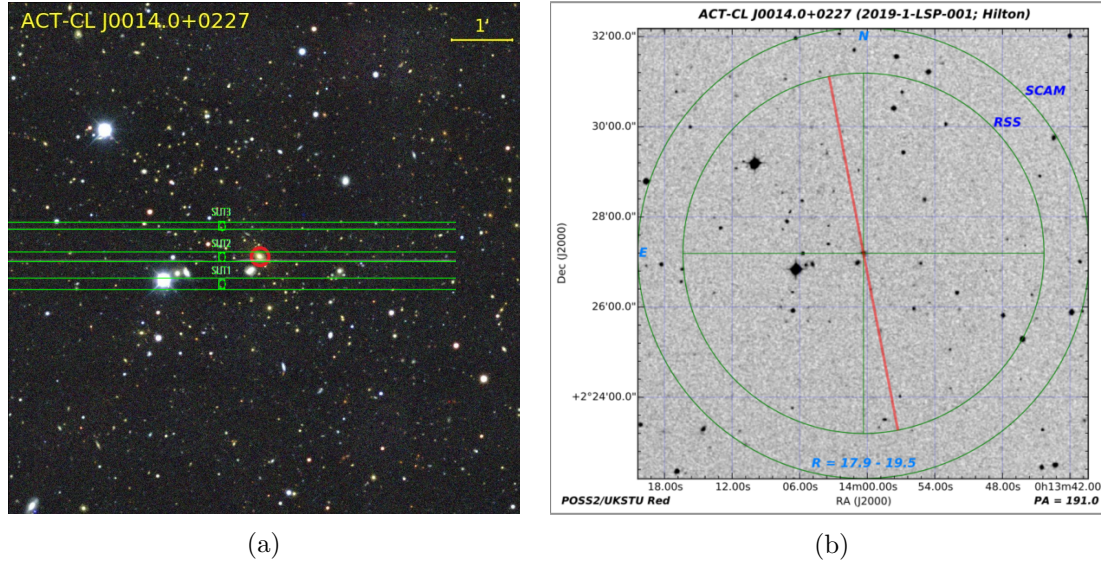 ACT-CL J0014.0+0227
1'
SLIT3
SLIT2
SLIT1
(a)
ACT-CL J0014.0+0227 (2019-1-LSP-001; Hilton)
N
SCAM
RSS
E
R = 17.9 - 19.5
32'00.0"
30'00.0"
28'00.0"
26'00.0"
+2°24'00.0"
Dec (J2000)
18.00s 12.00s 06.00s 14m00.00s 54.00s 48.00s 0h13m42.00s
POSS2/UKSTU Red
RA (J2000)
PA = 191.0
(b)